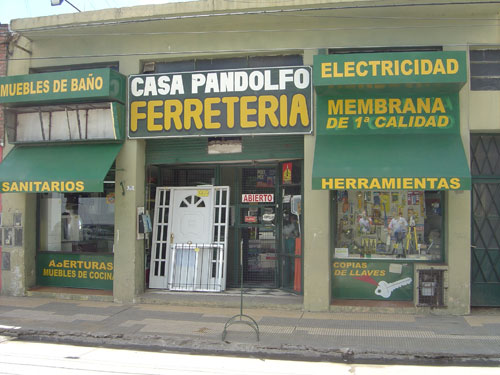 MUEBLES DE BAÑO
SANITARIOS
ABERTURAS
MUEBLES DE COCINA
CASA PANDOLFO
FERRETERIA
ABIERTO
ELECTRICIDAD
MEMBRANA
DE 1ª CALIDAD
HERRAMIENTAS
COPIAS
DE LLAVES